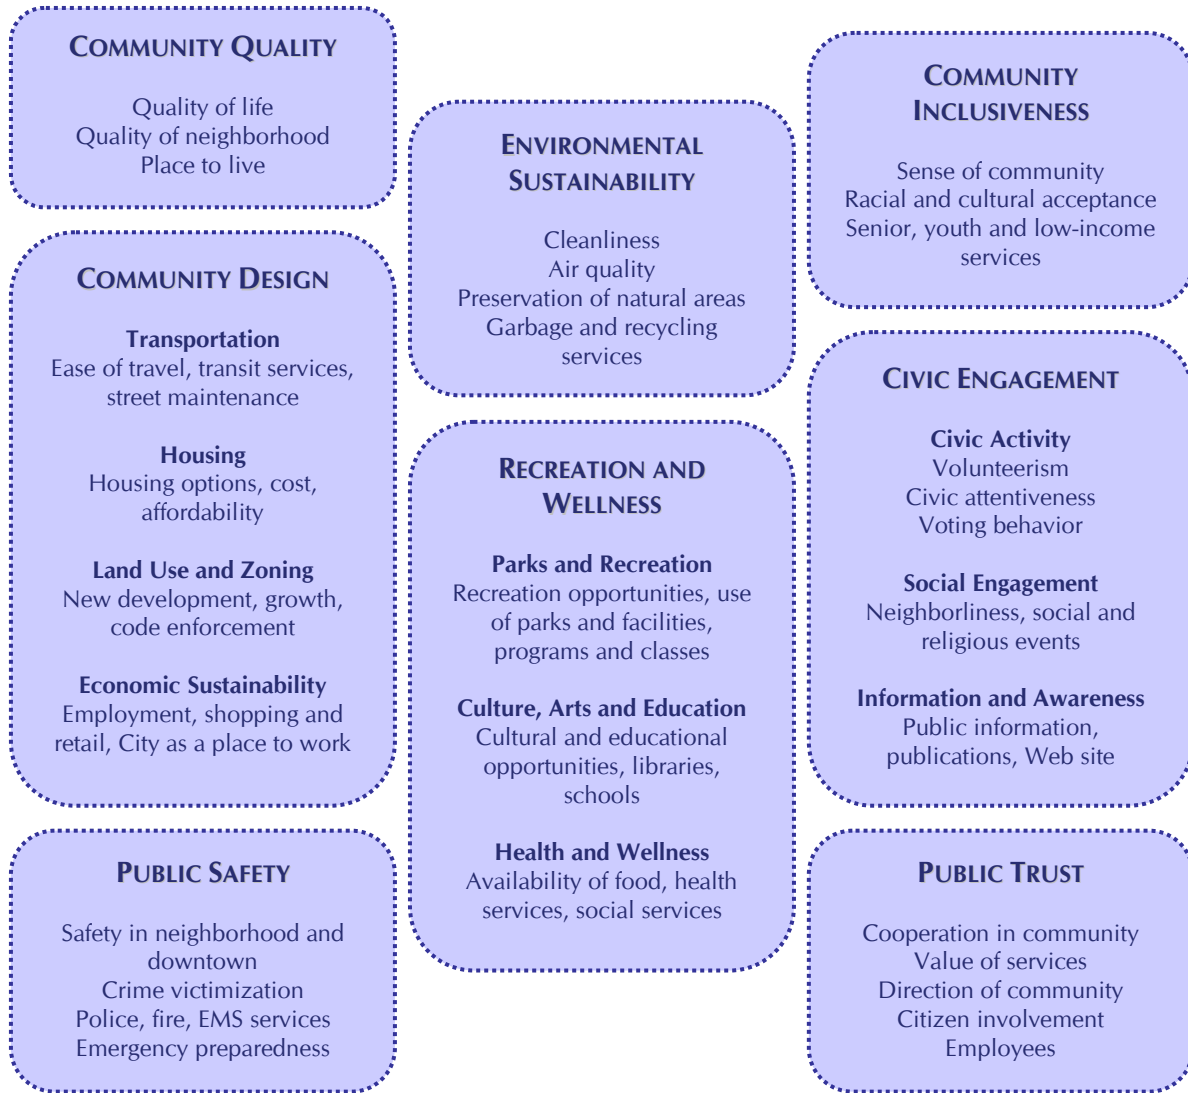 COMMUNITY QUALITY
Quality of life
Quality of neighborhood
Place to live
COMMUNITY DESIGN
Transportation
Ease of travel, transit services,
street maintenance
Housing
Housing options, cost,
affordability
Land Use and Zoning
New development, growth,
code enforcement
Economic Sustainability
Employment, shopping and
retail, City as a place to work
PUBLIC SAFETY
Safety in neighborhood and
downtown
Crime victimization
Police, fire, EMS services
Emergency preparedness
ENVIRONMENTAL
SUSTAINABILITY
Cleanliness
Air quality
Preservation of natural areas
Garbage and recycling
services
RECREATION AND
WELLNESS
Parks and Recreation
Recreation opportunities, use
of parks and facilities,
programs and classes
Culture, Arts and Education
Cultural and educational
opportunities, libraries,
schools
Health and Wellness
Availability of food, health
services, social services
COMMUNITY
INCLUSIVENESS
Sense of community
Racial and cultural acceptance
Senior, youth and low-income
services
CIVIC ENGAGEMENT
Civic Activity
Volunteerism
Civic attentiveness
Voting behavior
Social Engagement
Neighborliness, social and
religious events
Information and Awareness
Public information,
publications, Web site
PUBLIC TRUST
Cooperation in community
Value of services
Direction of community
Citizen involvement
Employees